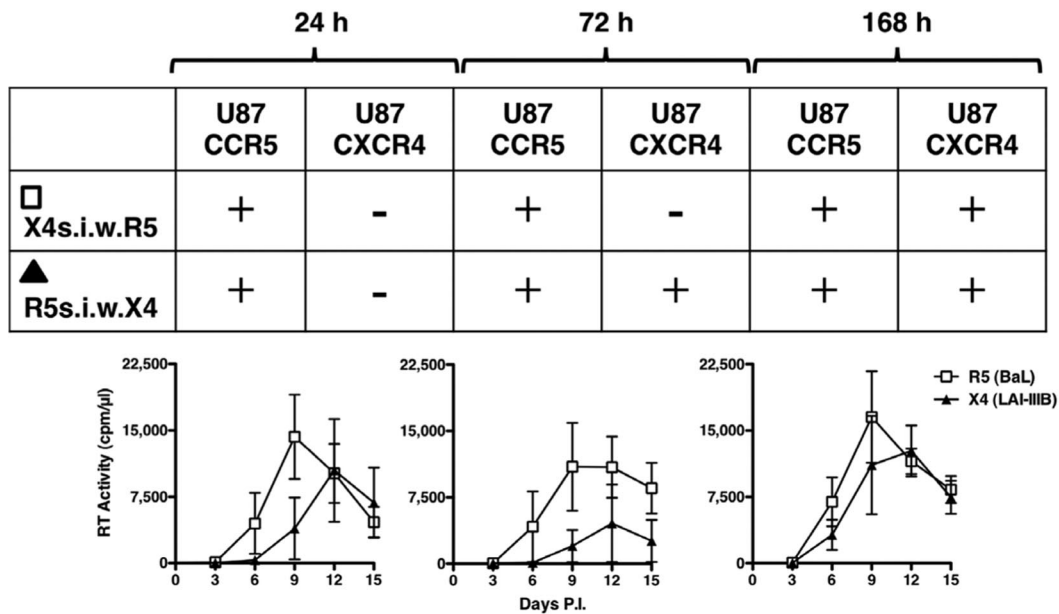 24 h 72 h 168 h
U87 CCR5 U87 CXCR4 U87 CCR5 U87 CXCR4 U87 CCR5 U87 CXCR4
□ X4s.i.w.R5 + - + - + +
▲ R5s.i.w.X4 + - + + + +
RT Activity (cpm/µl)
22,500
15,000
7,500
0
0 3 6 9 12 15
22,500
15,000
7,500
0
0 3 6 9 12 15
22,500
15,000
7,500
0
0 3 6 9 12 15
R5 (BaL)
X4 (LAI-IIIB)
Days P.I.